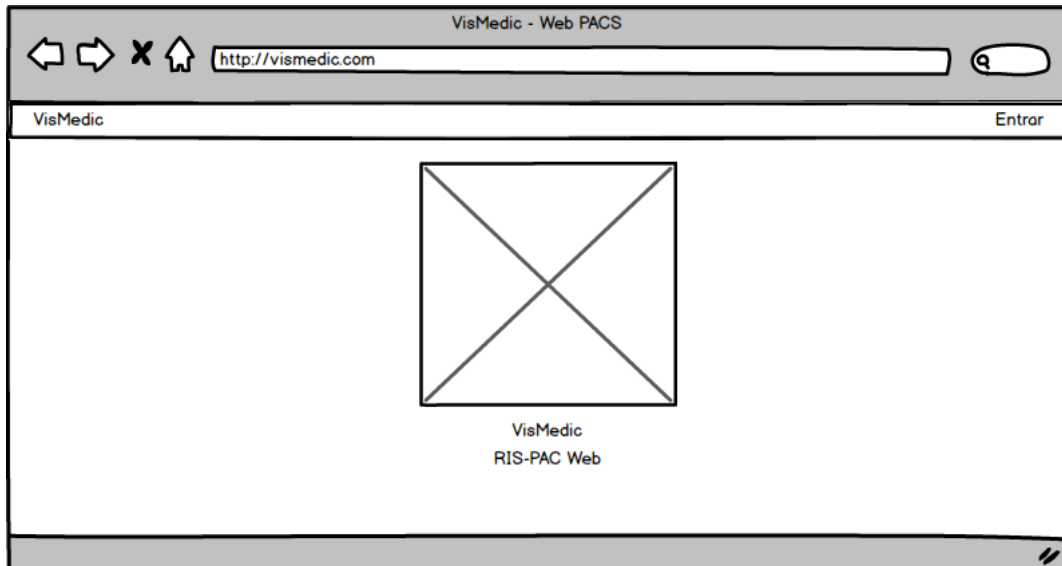 VisMedic - Web PACS
http://vismedic.com
VisMedic
Entrar
VisMedic
RIS-PAC Web